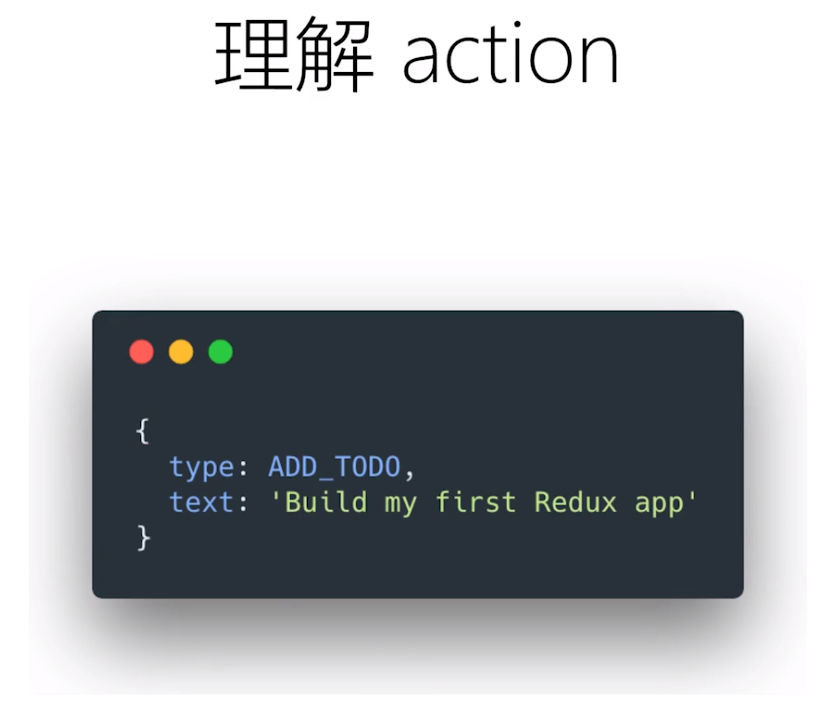 理解 action
{
  type: ADD_TODO,
  text: 'Build my first Redux app'
}